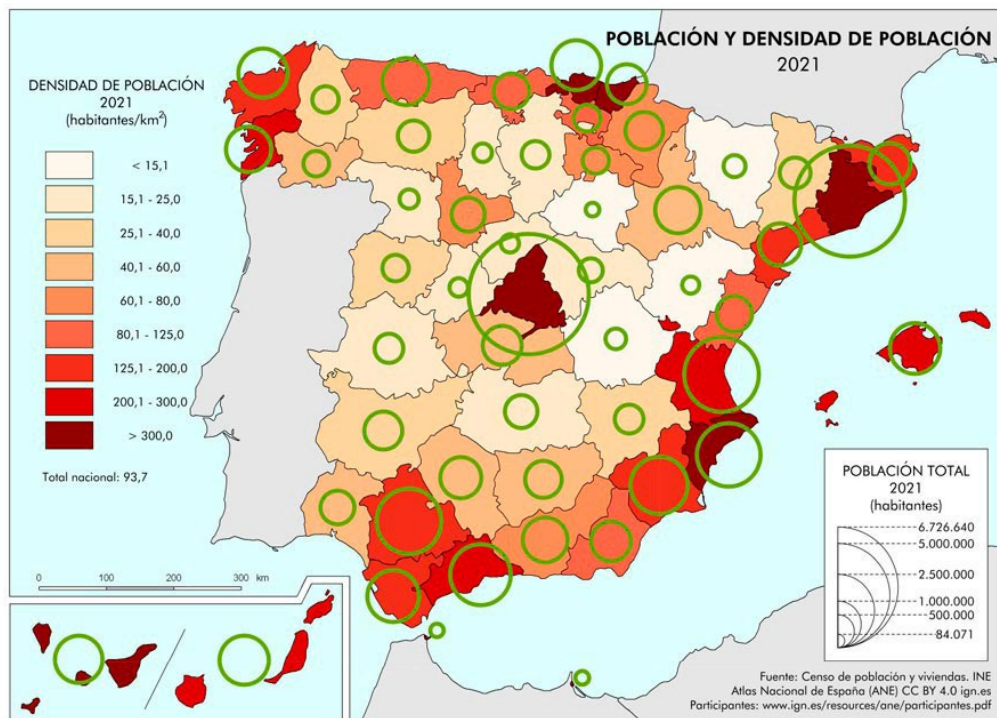 POBLACIÓN Y DENSIDAD DE POBLACIÓN
2021
DENSIDAD DE POBLACIÓN
2021
(habitantes/km²)
< 15,1
15,1 - 25,0
25,1 - 40,0
40,1 - 60,0
60,1 - 80,0
80,1 - 125,0
125,1 - 200,0
200,1 - 300,0
> 300,0
Total nacional: 93,7
0 100 200 300 km
POBLACIÓN TOTAL
2021
(habitantes)
6.726.640
5.000.000
2.500.000
1.000.000
500.000
84.071
Fuente: Censo de población y viviendas. INE
Atlas Nacional de España (ANE) CC BY 4.0 ign.es
Participantes: www.ign.es/resources/ane/participantes.pdf